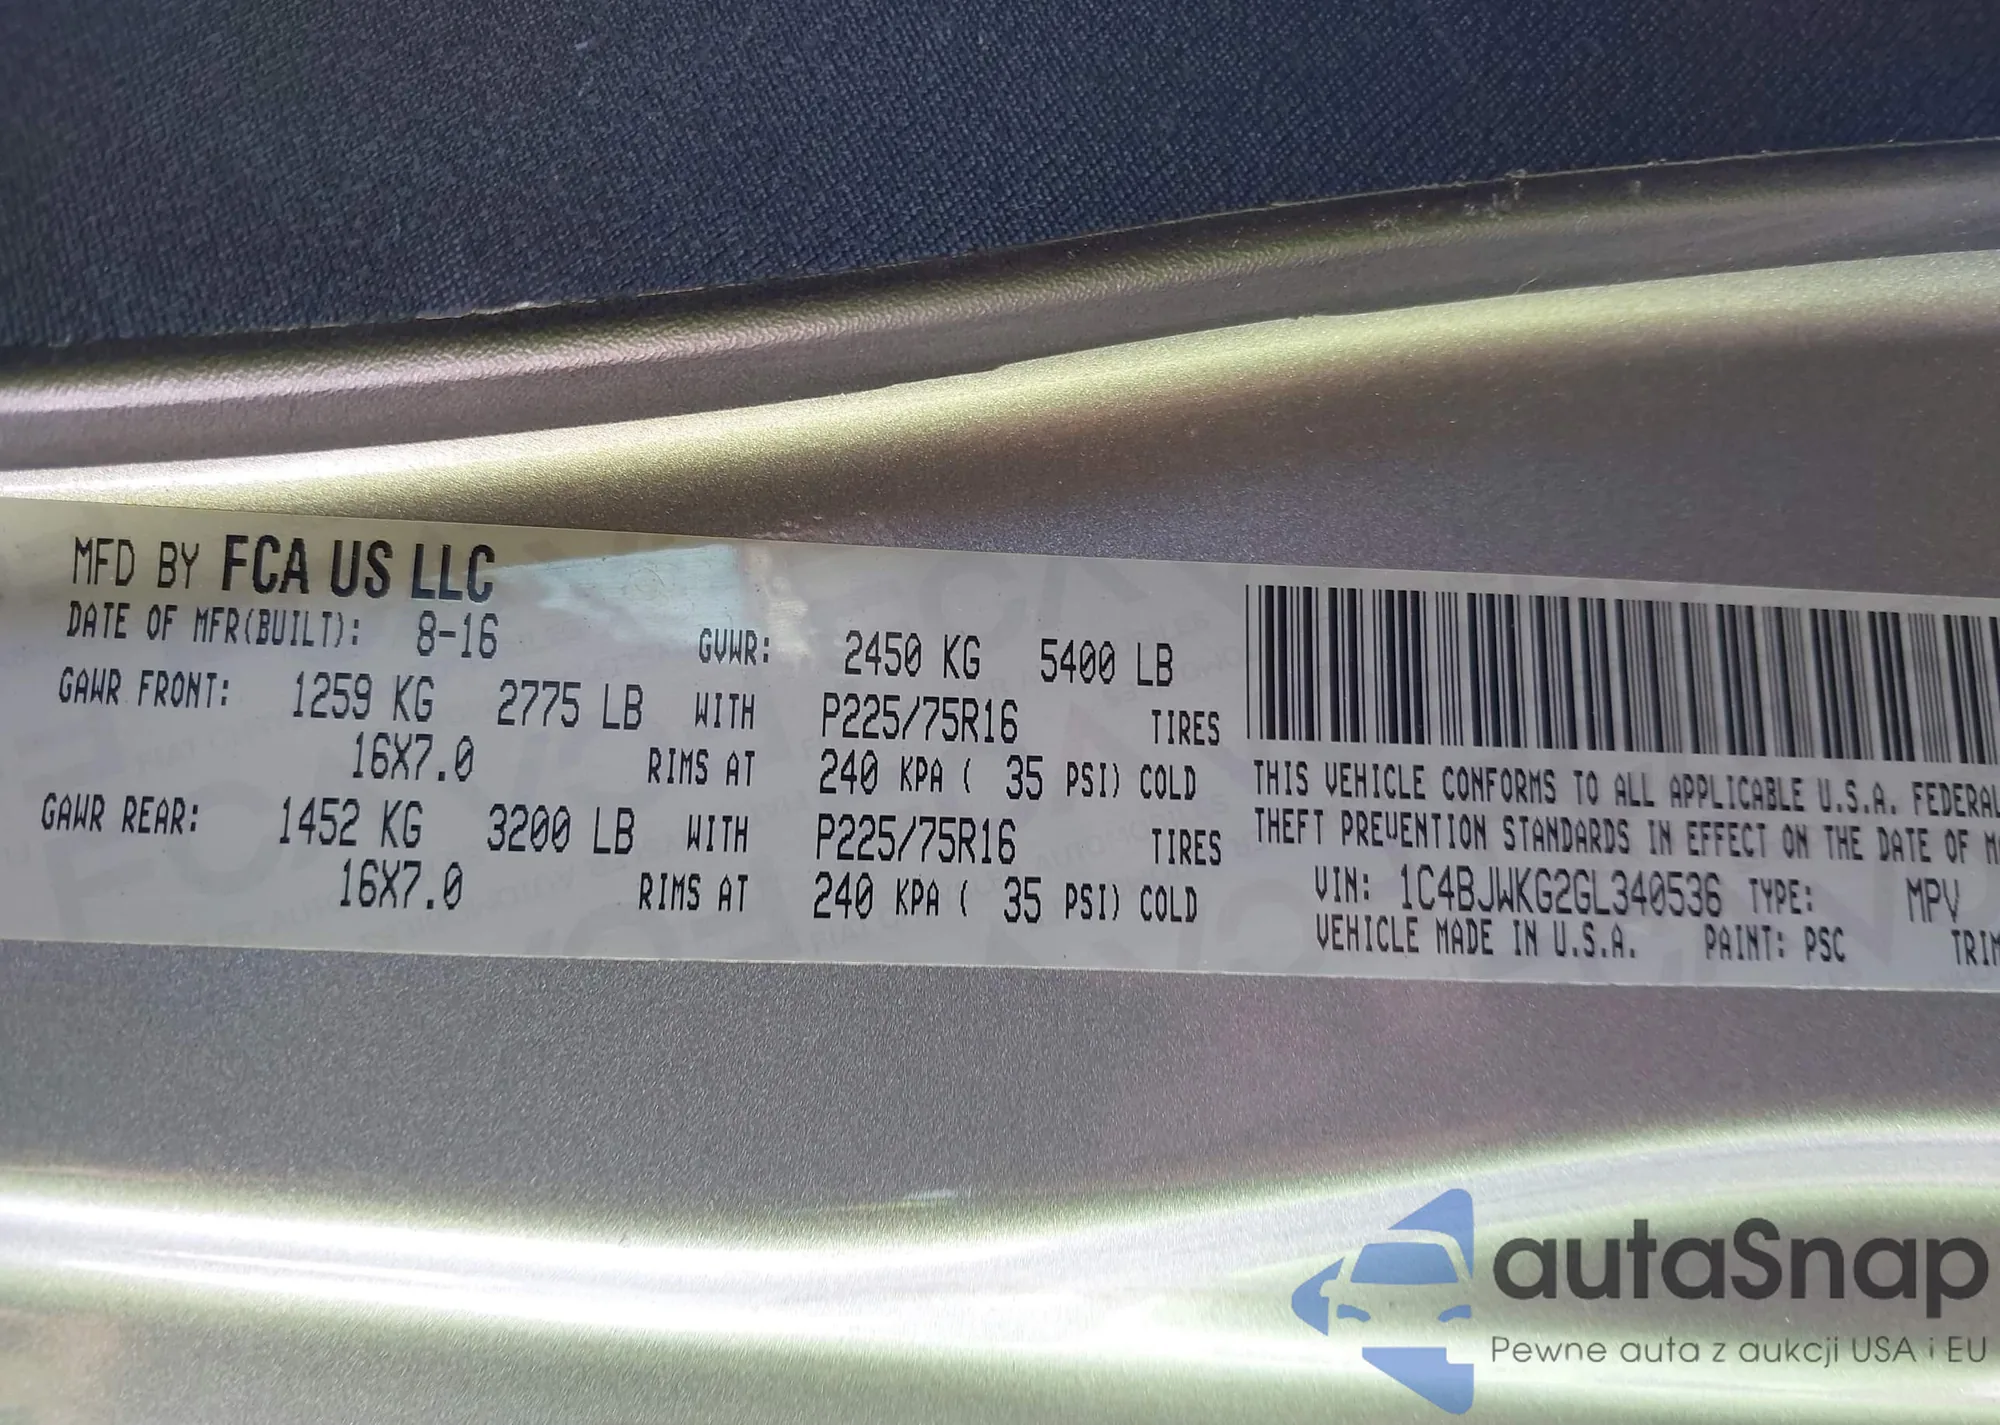 MFD BY FCA US LLC
DATE OF MFR(BUILT): 8-16 GVWR: 2450 KG 5400 LB
GAWR FRONT: 1259 KG 2775 LB WITH P225/75R16 TIRES
16X7.0 RIMS AT 240 KPA ( 35 PSI) COLD
GAWR REAR: 1452 KG 3200 LB WITH P225/75R16 TIRES
16X7.0 RIMS AT 240 KPA ( 35 PSI) COLD
THIS VEHICLE CONFORMS TO ALL APPLICABLE U.S.A. FEDERAL
THEFT PREVENTION STANDARDS IN EFFECT ON THE DATE OF
VIN: 1C4BJWKG2GL340536 TYPE: MPV
VEHICLE MADE IN U.S.A. PAINT: PSC TRIM
autaSnap
Pewne auta z aukcji USA i EU